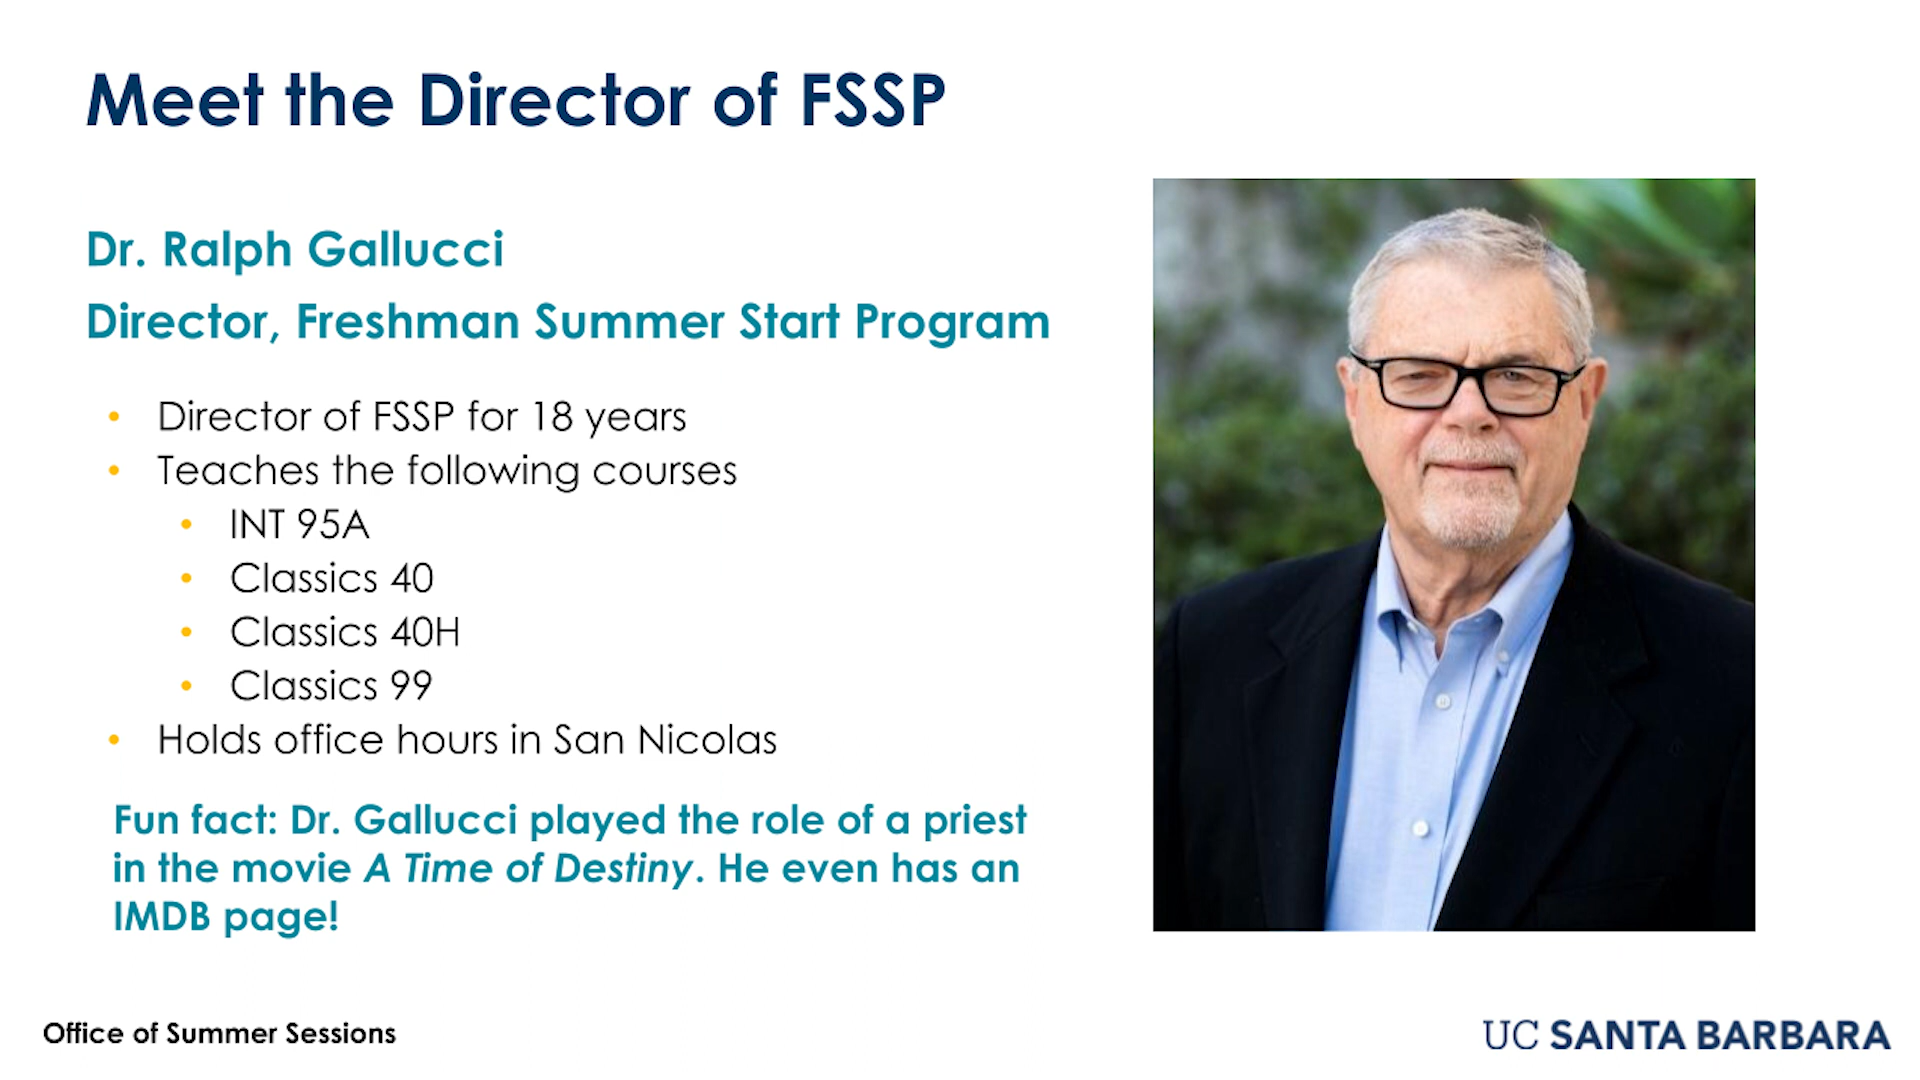 Meet the Director of FSSP
Dr. Ralph Gallucci
Director, Freshman Summer Start Program
• Director of FSSP for 18 years
• Teaches the following courses
• INT 95A
• Classics 40
• Classics 40H
• Classics 99
• Holds office hours in San Nicolas
Fun fact: Dr. Gallucci played the role of a priest
in the movie A Time of Destiny. He even has an
IMDB page!
Office of Summer Sessions
UC SANTA BARBARA